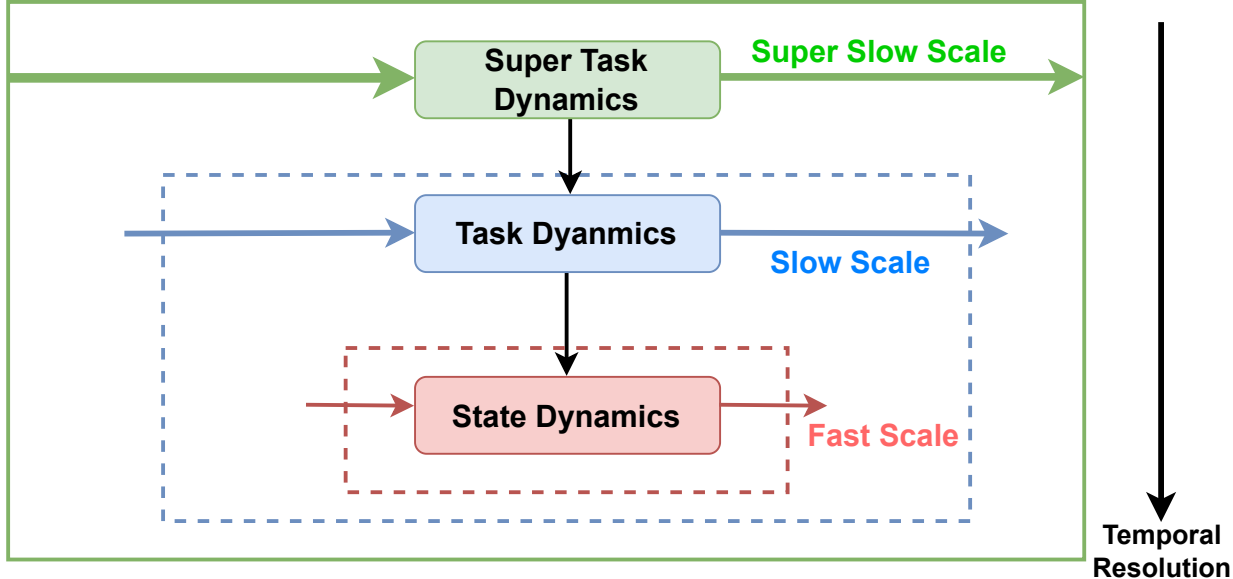 Super Task
Dynamics
Super Slow Scale
Task Dyanmics
Slow Scale
State Dynamics
Fast Scale
Temporal
Resolution